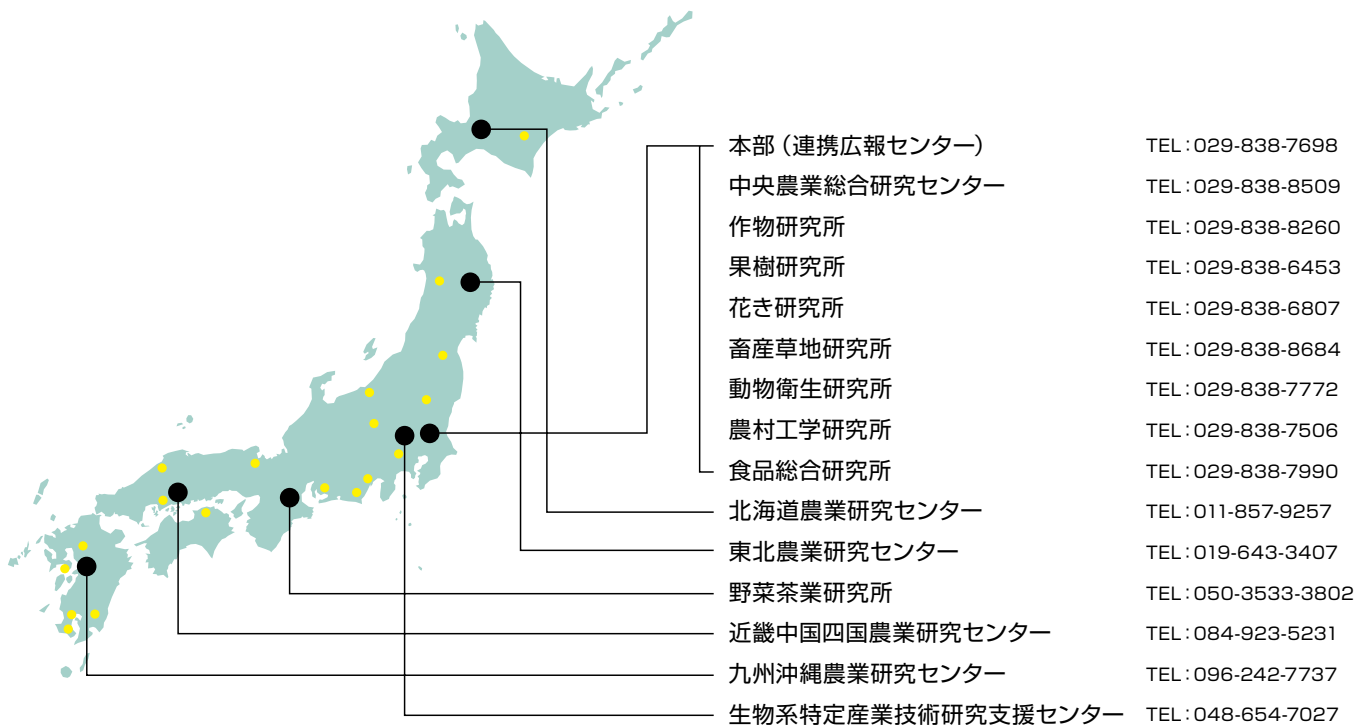 本部（連携広報センター） TEL：029-838-7698
中央農業総合研究センター TEL：029-838-8509
作物研究所 TEL：029-838-8260
果樹研究所 TEL：029-838-6453
花き研究所 TEL：029-838-6807
畜産草地研究所 TEL：029-838-8684
動物衛生研究所 TEL：029-838-7772
農村工学研究所 TEL：029-838-7506
食品総合研究所 TEL：029-838-7990
北海道農業研究センター TEL：011-857-9257
東北農業研究センター TEL：019-643-3407
野菜茶業研究所 TEL：050-3533-3802
近畿中国四国農業研究センター TEL：084-923-5231
九州沖縄農業研究センター TEL：096-242-7737
生物系特定産業技術研究支援センター TEL：048-654-7027